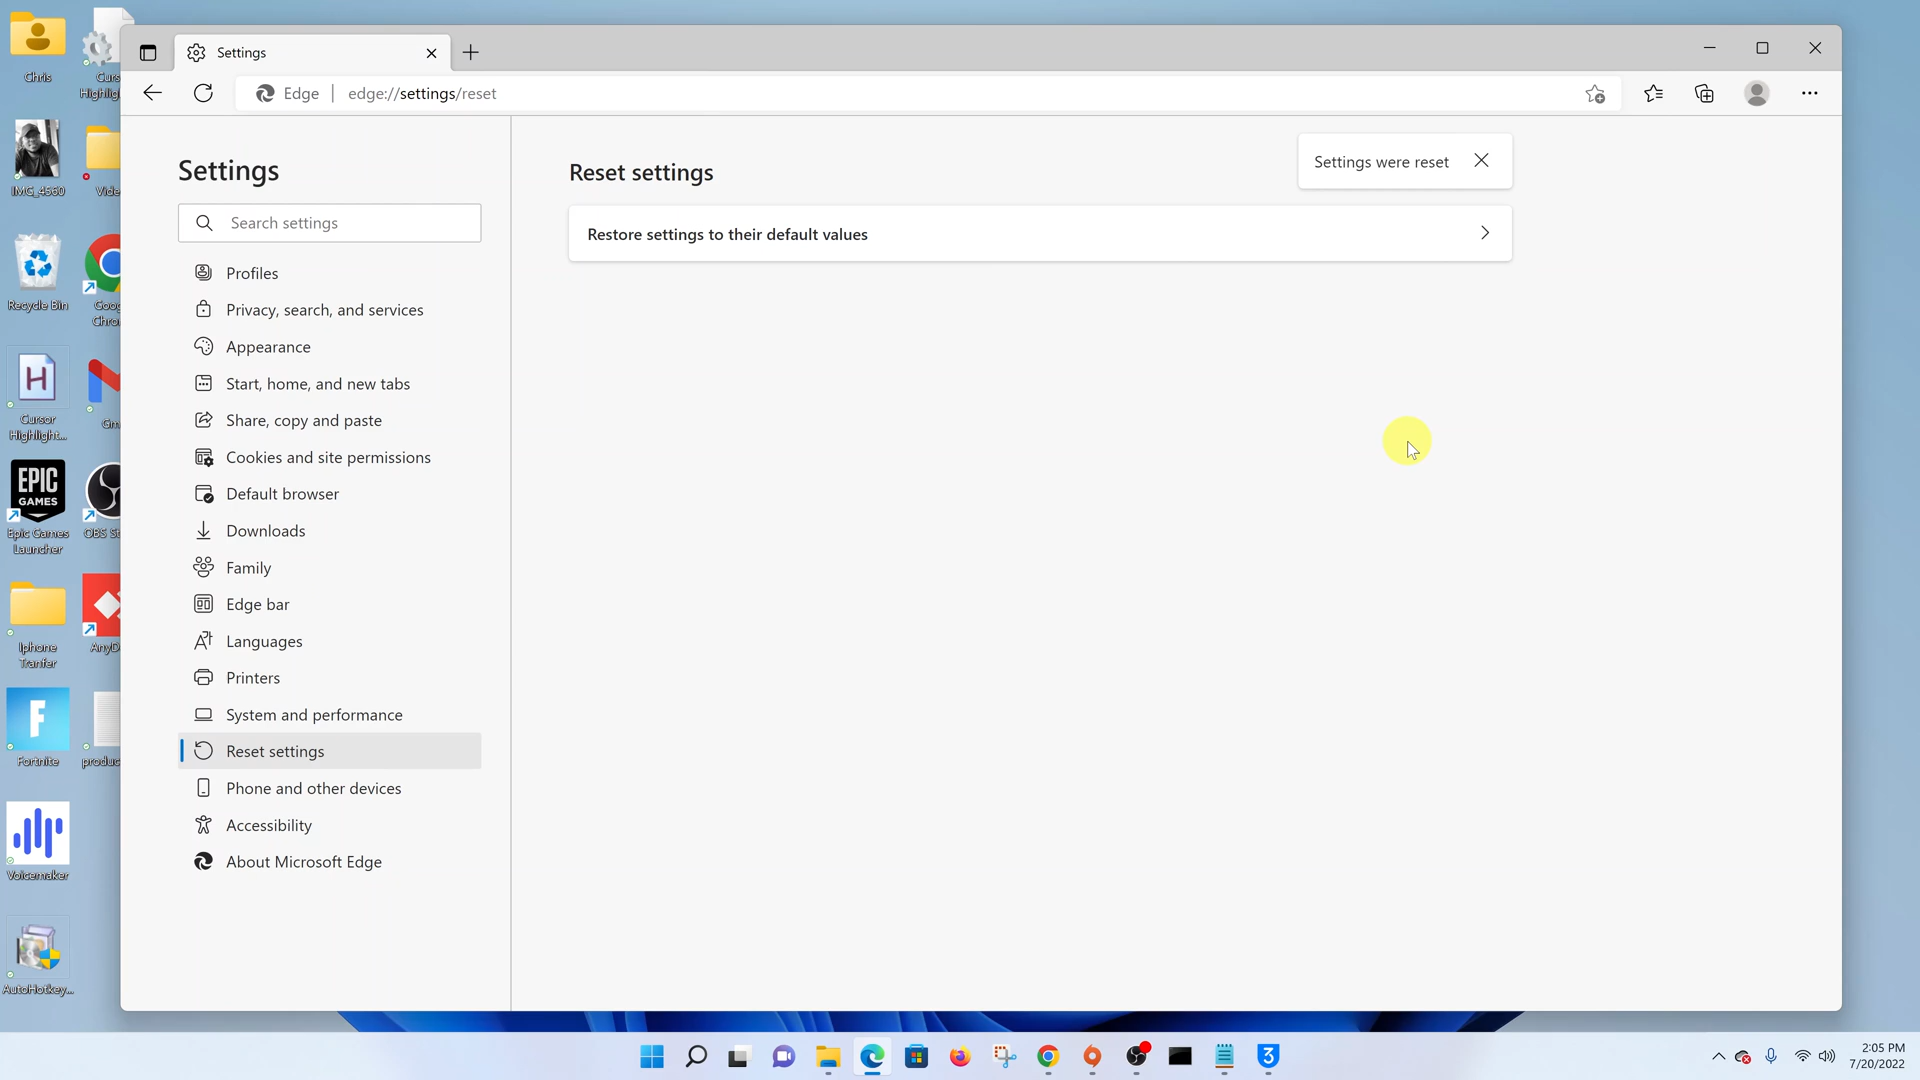 Settings
Edge
edge://settings/reset
Settings
Search settings
Profiles
Privacy, search, and services
Appearance
Start, home, and new tabs
Share, copy and paste
Cookies and site permissions
Default browser
Downloads
Family
Edge bar
Languages
Printers
System and performance
Reset settings
Phone and other devices
Accessibility
About Microsoft Edge
Reset settings
Settings were reset
Restore settings to their default values
Chris
IMG_4560
Recycle Bin
H
Cursor
Highlight...
EPIC
GAMES
Epic Games
Launcher
Iphone
Tranfer
F
Fortnite
Voicemaker
AutoHotkey...
3
2:05 PM
7/20/2022